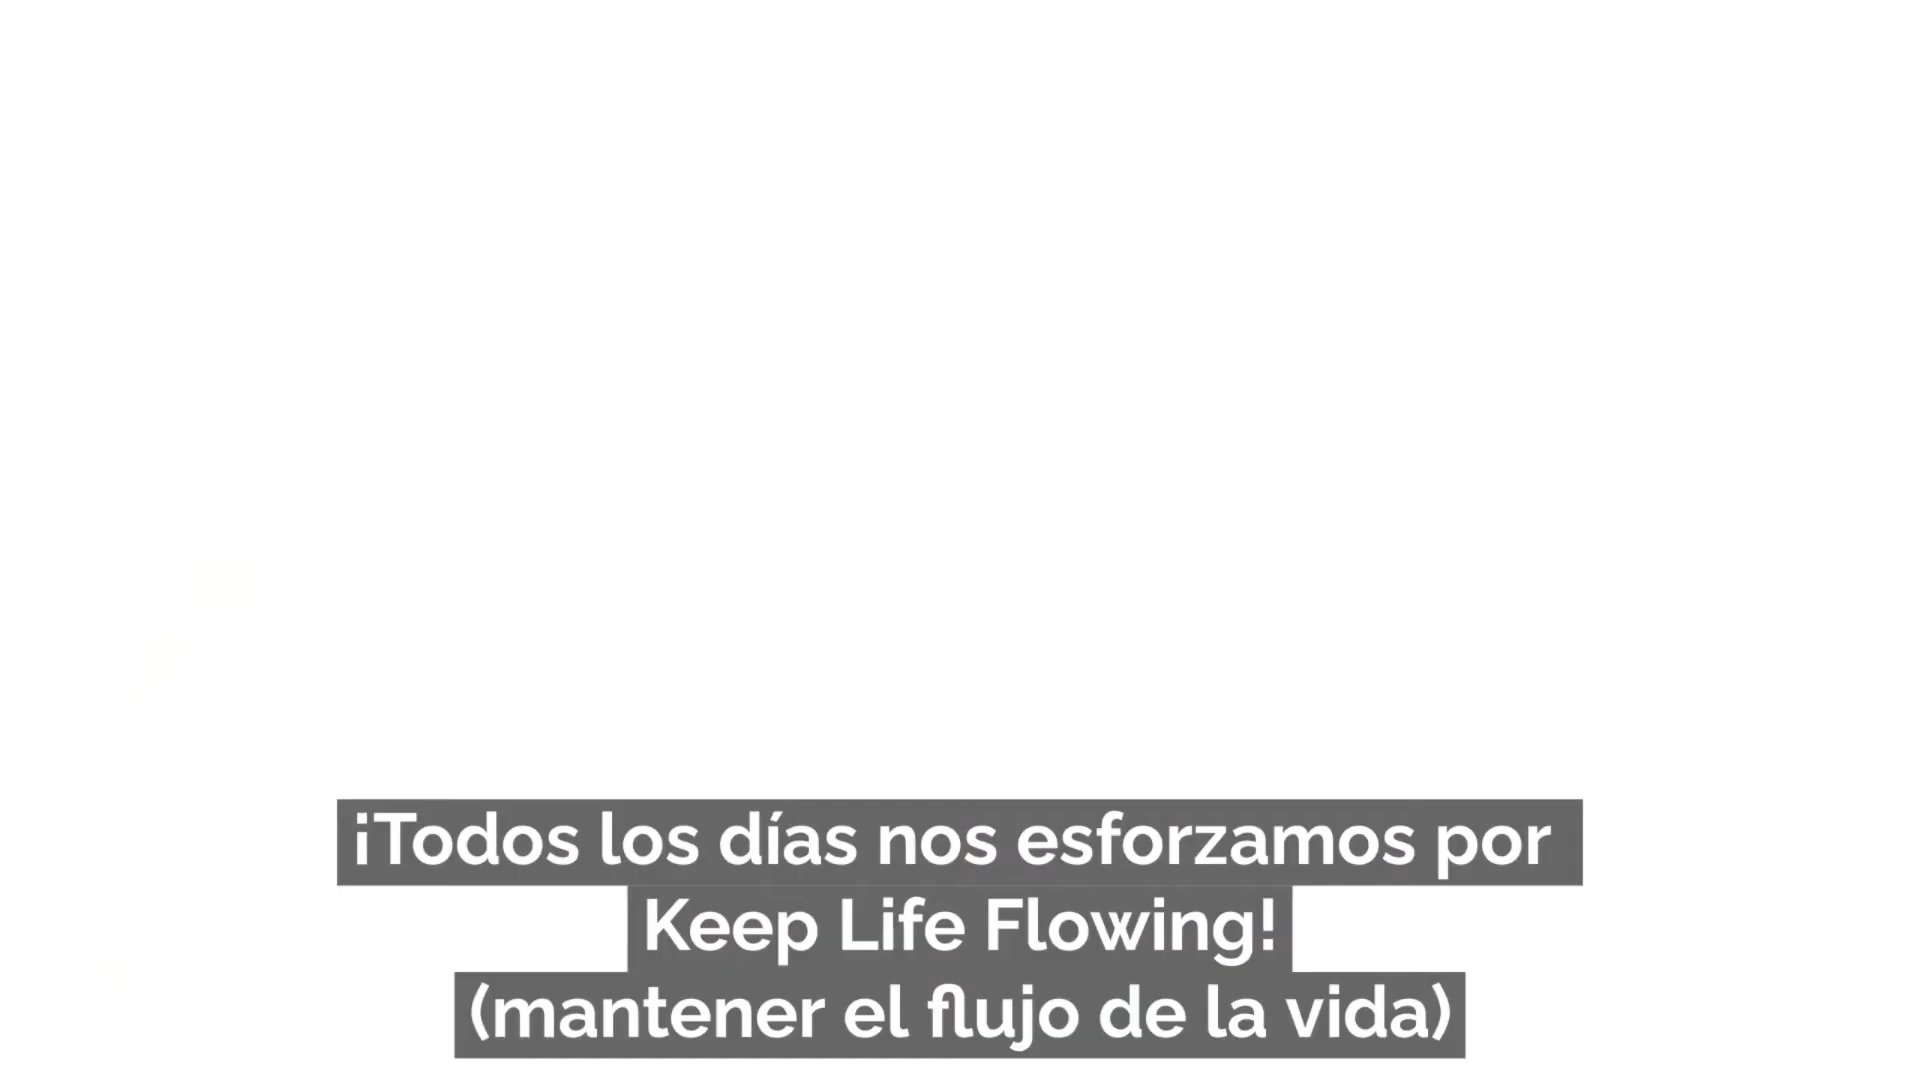 ¡Todos los días nos esforzamos por
Keep Life Flowing!
(mantener el flujo de la vida)